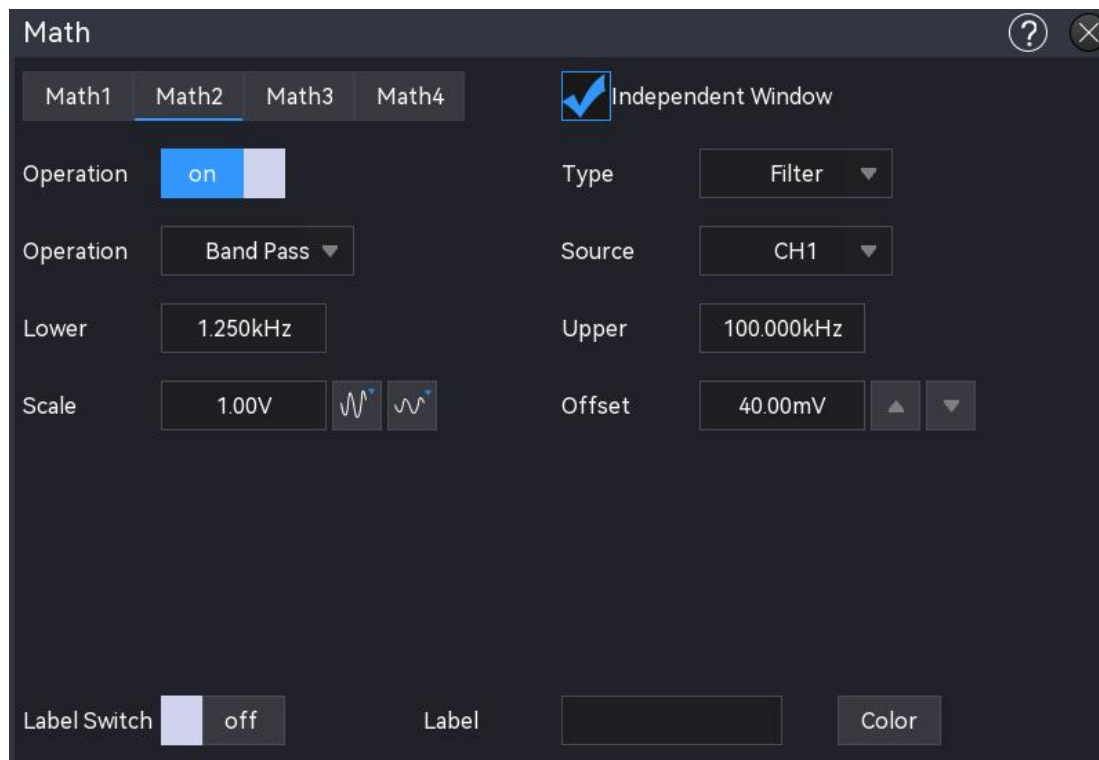 Math
Math1 Math2 Math3 Math4 Independent Window
Operation on Type Filter
Operation Band Pass Source CH1
Lower 1.250kHz Upper 100.000kHz
Scale 1.00V Offset 40.00mV
Label Switch off Label Color